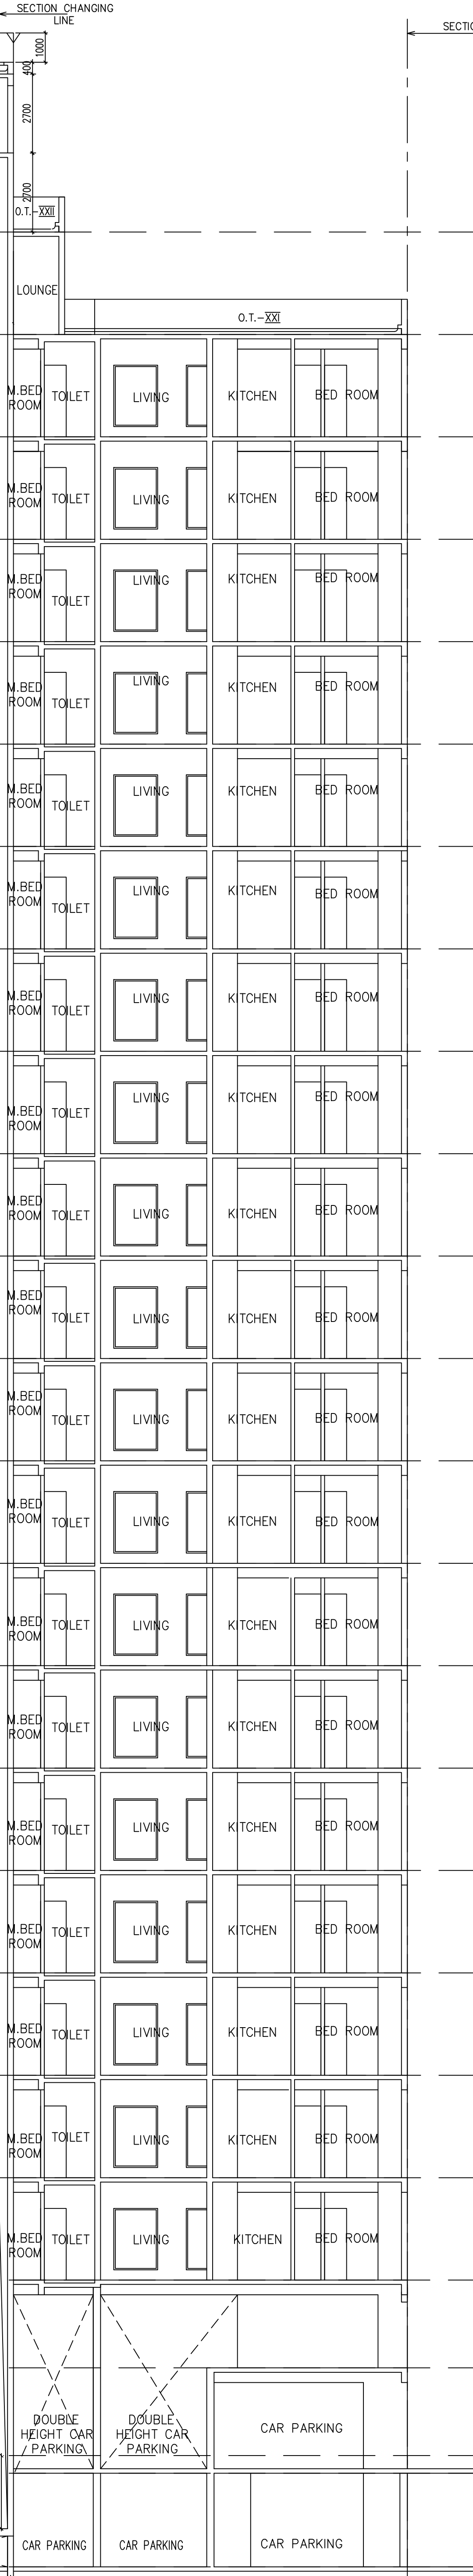 SECTION CHANGING
LINE
SECTIO
1000
400
2700
2700
O.T.-XXII
LOUNGE
O.T.-XXI
M.BED
ROOM
TOILET
LIVING
KITCHEN
BED ROOM
M.BED
ROOM
TOILET
LIVING
KITCHEN
BED ROOM
M.BED
ROOM
TOILET
LIVING
KITCHEN
BED ROOM
M.BED
ROOM
TOILET
LIVING
KITCHEN
BED ROOM
M.BED
ROOM
TOILET
LIVING
KITCHEN
BED ROOM
M.BED
ROOM
TOILET
LIVING
KITCHEN
BED ROOM
M.BED
ROOM
TOILET
LIVING
KITCHEN
BED ROOM
M.BED
ROOM
TOILET
LIVING
KITCHEN
BED ROOM
M.BED
ROOM
TOILET
LIVING
KITCHEN
BED ROOM
M.BED
ROOM
TOILET
LIVING
KITCHEN
BED ROOM
M.BED
ROOM
TOILET
LIVING
KITCHEN
BED ROOM
M.BED
ROOM
TOILET
LIVING
KITCHEN
BED ROOM
M.BED
ROOM
TOILET
LIVING
KITCHEN
BED ROOM
M.BED
ROOM
TOILET
LIVING
KITCHEN
BED ROOM
M.BED
ROOM
TOILET
LIVING
KITCHEN
BED ROOM
M.BED
ROOM
TOILET
LIVING
KITCHEN
BED ROOM
M.BED
ROOM
TOILET
LIVING
KITCHEN
BED ROOM
M.BED
ROOM
TOILET
LIVING
KITCHEN
BED ROOM
M.BED
ROOM
TOILET
LIVING
KITCHEN
BED ROOM
DOUBLE
HEIGHT CAR
PARKING
DOUBLE
HEIGHT CAR
PARKING
CAR PARKING
CAR PARKING
CAR PARKING
CAR PARKING